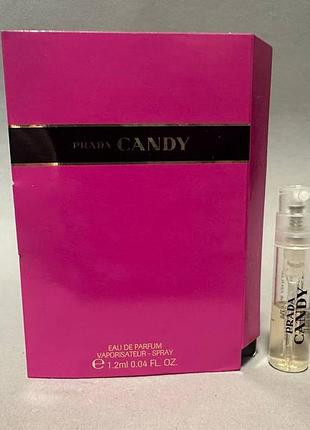 PRADA CANDY
EAU DE PARFUM
VAPORISATEUR - SPRAY
℮ 1.2ml 0.04 FL. OZ.
PRADA
CANDY